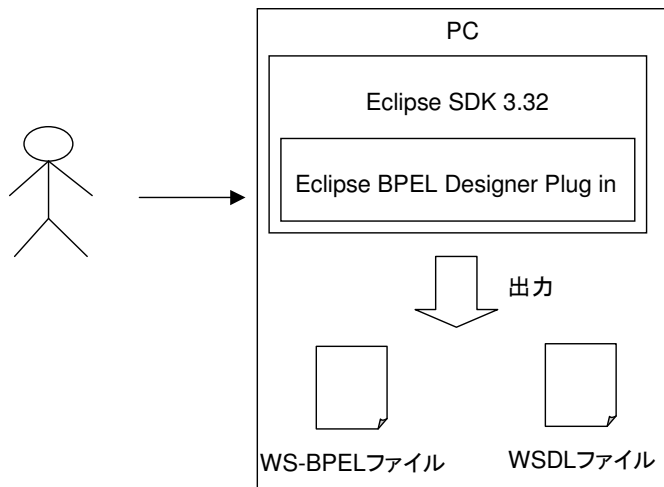 PC
Eclipse SDK 3.32
Eclipse BPEL Designer Plug in
出力
WS-BPELファイル
WSDLファイル